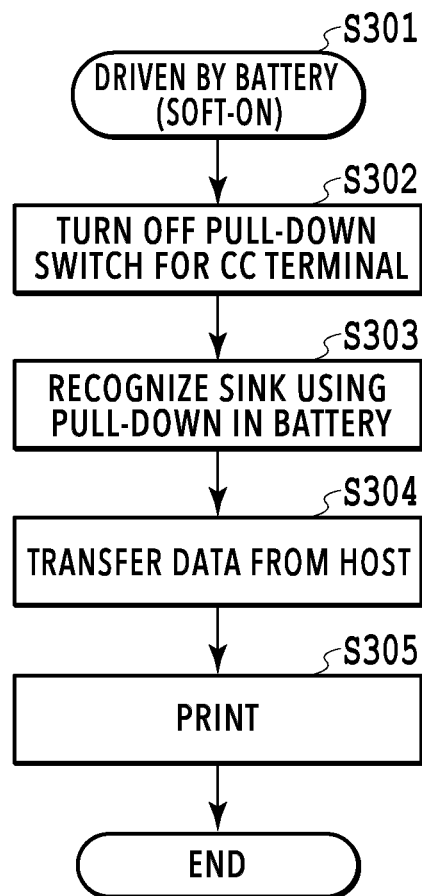 S301
DRIVEN BY BATTERY
(SOFT-ON)
S302
TURN OFF PULL-DOWN
SWITCH FOR CC TERMINAL
S303
RECOGNIZE SINK USING
PULL-DOWN IN BATTERY
S304
TRANSFER DATA FROM HOST
S305
PRINT
END